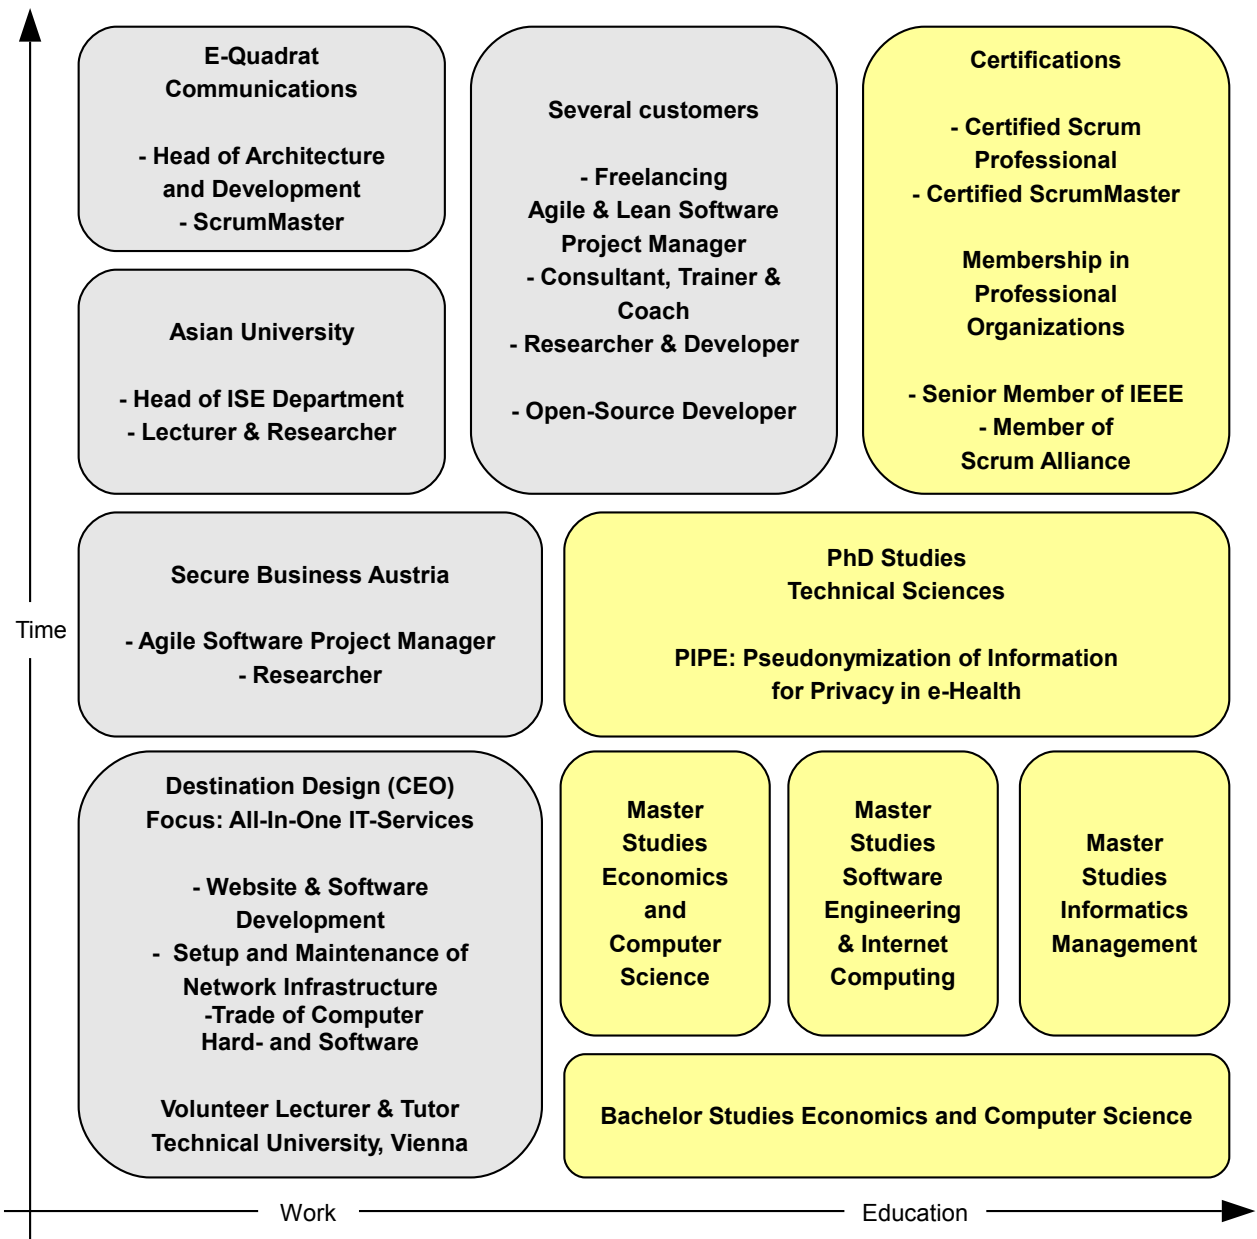 E-Quadrat
Communications
- Head of Architecture
and Development
- ScrumMaster
Several customers
- Freelancing
Agile & Lean Software
Project Manager
- Consultant, Trainer &
Coach
- Researcher & Developer
- Open-Source Developer
Certifications
- Certified Scrum
Professional
- Certified ScrumMaster
Membership in
Professional
Organizations
- Senior Member of IEEE
- Member of
Scrum Alliance
Asian University
- Head of ISE Department
- Lecturer & Researcher
Time
Secure Business Austria
- Agile Software Project Manager
- Researcher
PhD Studies
Technical Sciences
PIPE: Pseudonymization of Information
for Privacy in e-Health
Destination Design (CEO)
Focus: All-In-One IT-Services
- Website & Software
Development
- Setup and Maintenance of
Network Infrastructure
-Trade of Computer
Hard- and Software
Volunteer Lecturer & Tutor
Technical University, Vienna
Master
Studies
Economics
and
Computer
Science
Master
Studies
Software
Engineering
& Internet
Computing
Master
Studies
Informatics
Management
Bachelor Studies Economics and Computer Science
Work
Education